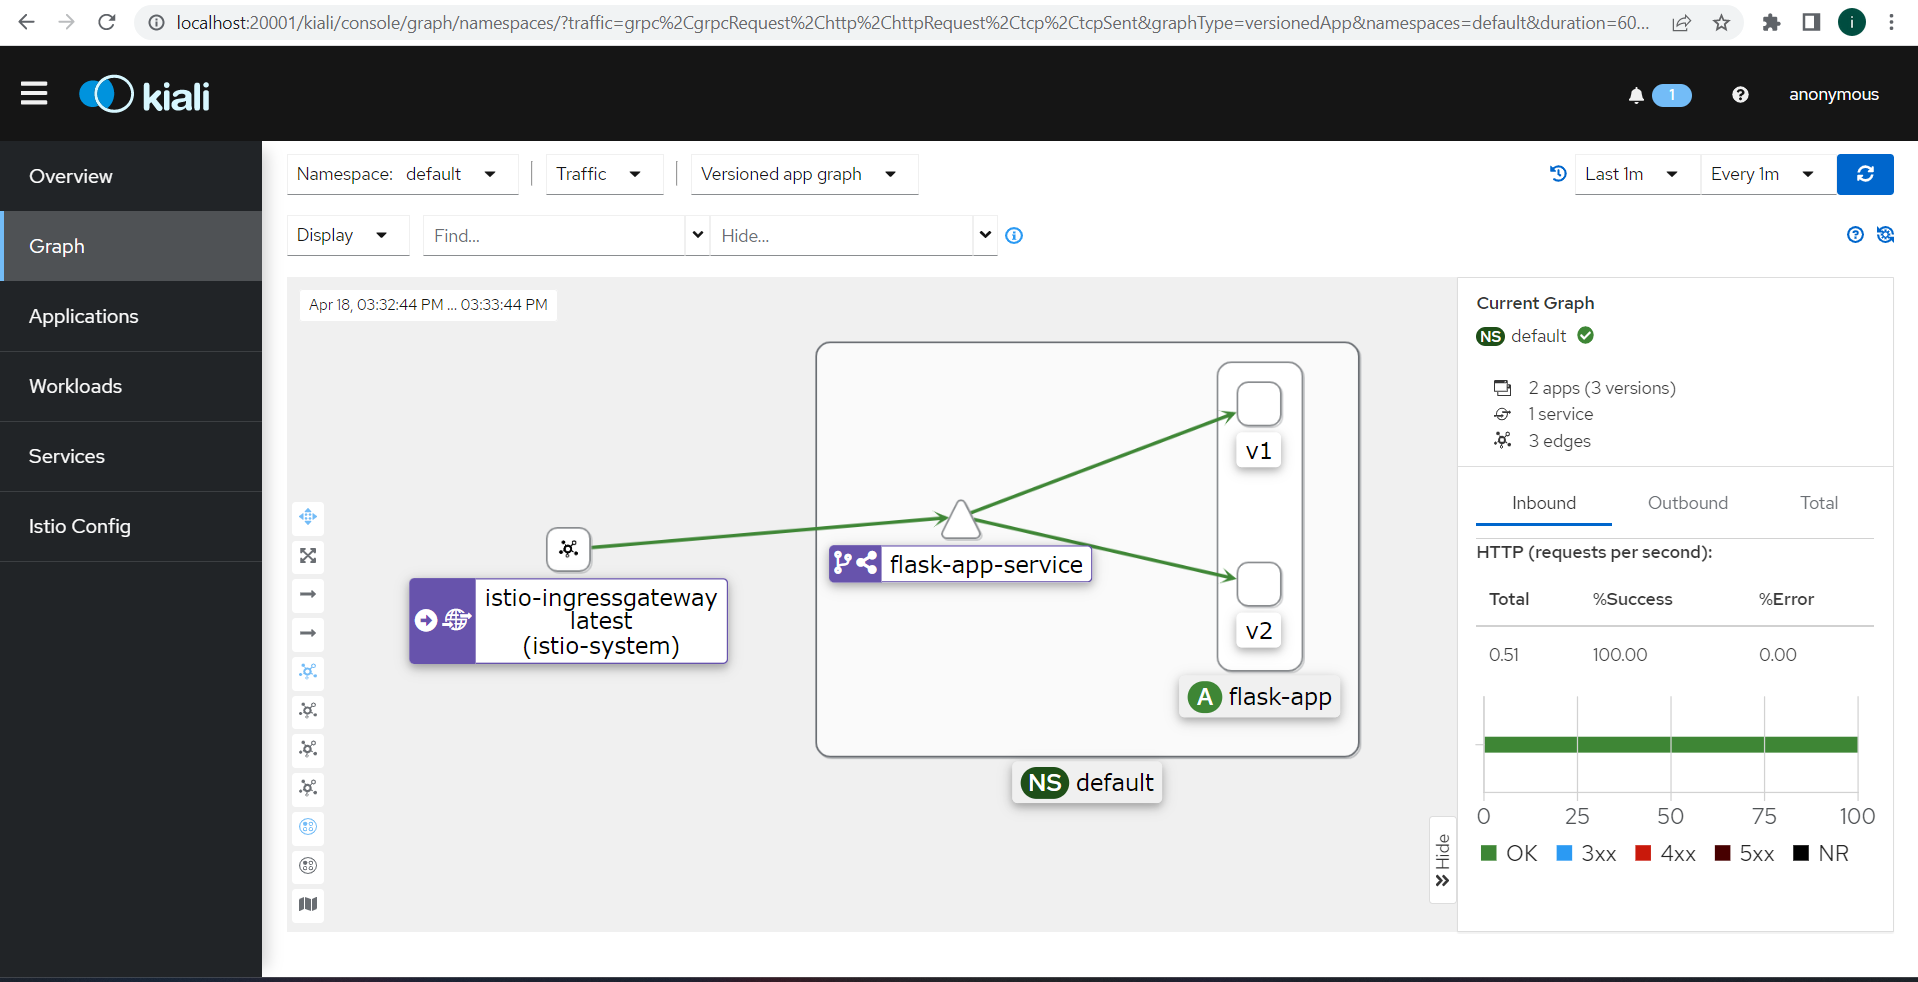 localhost:20001/kiali/console/graph/namespaces/?traffic=grpc%2CgrpcRequest%2Chttp%2ChttpRequest%2Ctcp%2CtcpSent&graphType=versionedApp&namespaces=default&duration=60...
i
kiali
1
anonymous
Overview
Graph
Applications
Workloads
Services
Istio Config
Namespace: default
Traffic
Versioned app graph
Last 1m
Every 1m
Display
Find...
Hide...
Apr 18, 03:32:44 PM ... 03:33:44 PM
v1
flask-app-service
istio-ingressgateway
latest
(istio-system)
v2
A flask-app
NS default
Hide
Current Graph
NS default
2 apps (3 versions)
1 service
3 edges
Inbound
Outbound
Total
HTTP (requests per second):
Total %Success %Error
0.51 100.00 0.00
0 25 50 75 100
OK 3xx 4xx 5xx NR